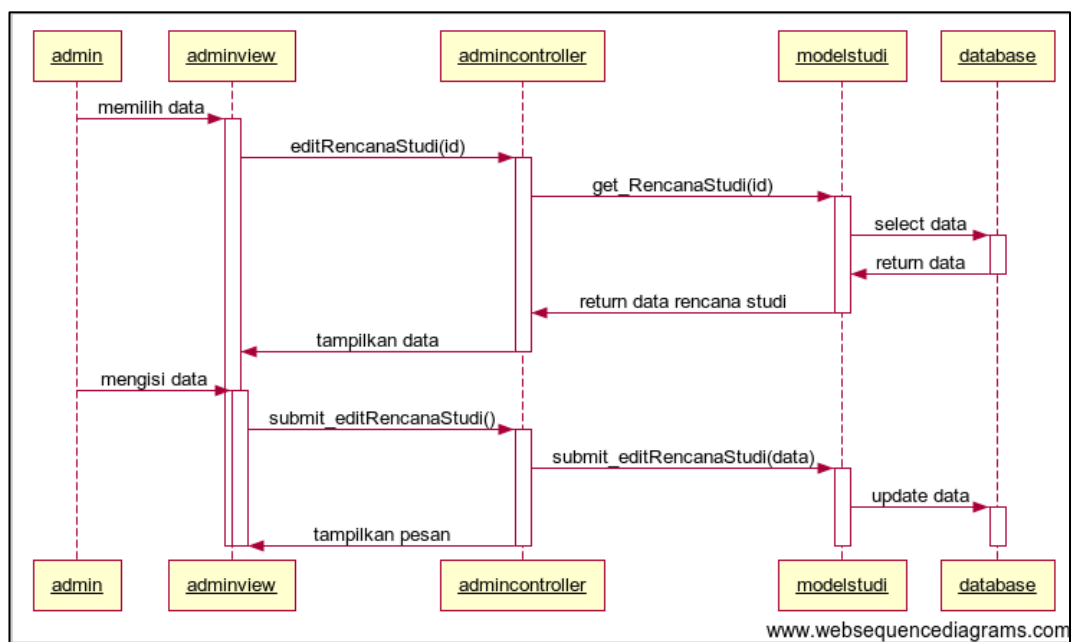 admin
adminview
admincontroller
modelstudi
database
memilih data
editRencanaStudi(id)
get_RencanaStudi(id)
select data
return data
return data rencana studi
tampilkan data
mengisi data
submit_editRencanaStudi()
submit_editRencanaStudi(data)
update data
tampilkan pesan
admin
adminview
admincontroller
modelstudi
database
www.websequencediagrams.com